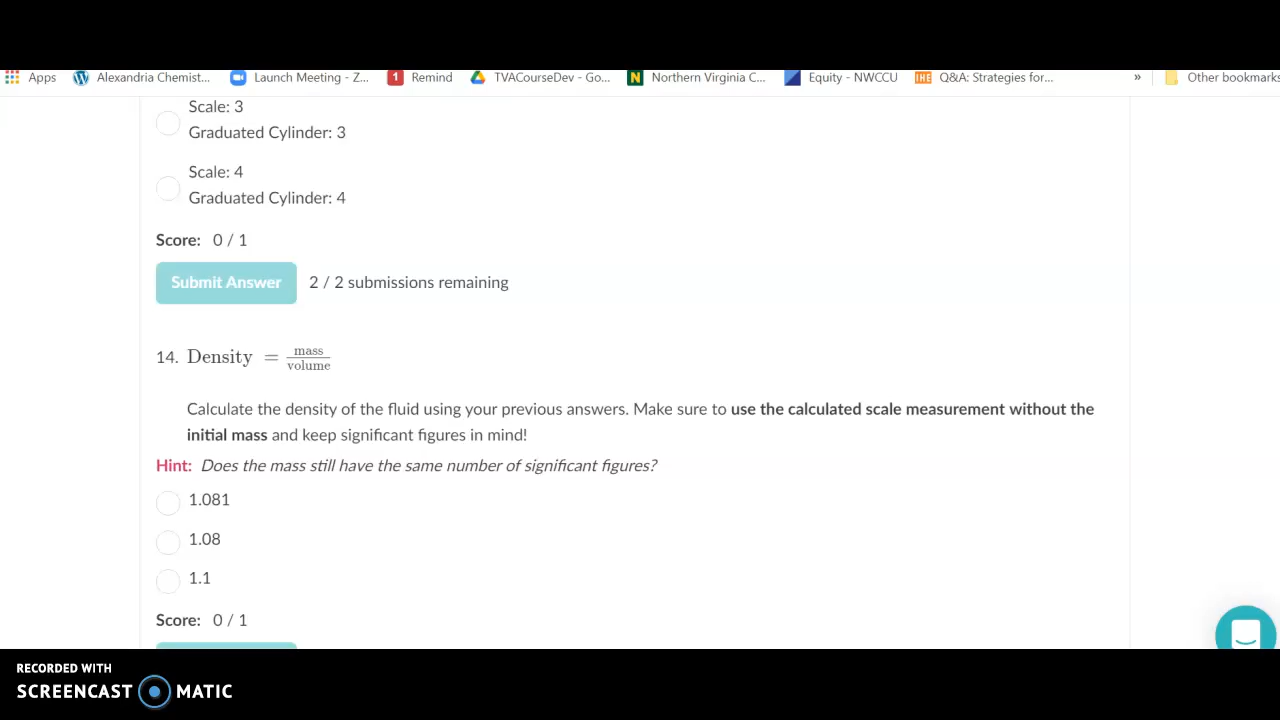 Apps Alexandria Chemist... Launch Meeting - Z... 1 Remind TVACourseDev - Go... N Northern Virginia C... Equity - NWCCU IHE Q&A: Strategies for... » Other bookmarks
Scale: 3
Graduated Cylinder: 3
Scale: 4
Graduated Cylinder: 4
Score: 0 / 1
Submit Answer 2 / 2 submissions remaining
14. Density = mass
volume
Calculate the density of the fluid using your previous answers. Make sure to use the calculated scale measurement without the
initial mass and keep significant figures in mind!
Hint: Does the mass still have the same number of significant figures?
1.081
1.08
1.1
Score: 0 / 1
RECORDED WITH
SCREENCAST MATIC